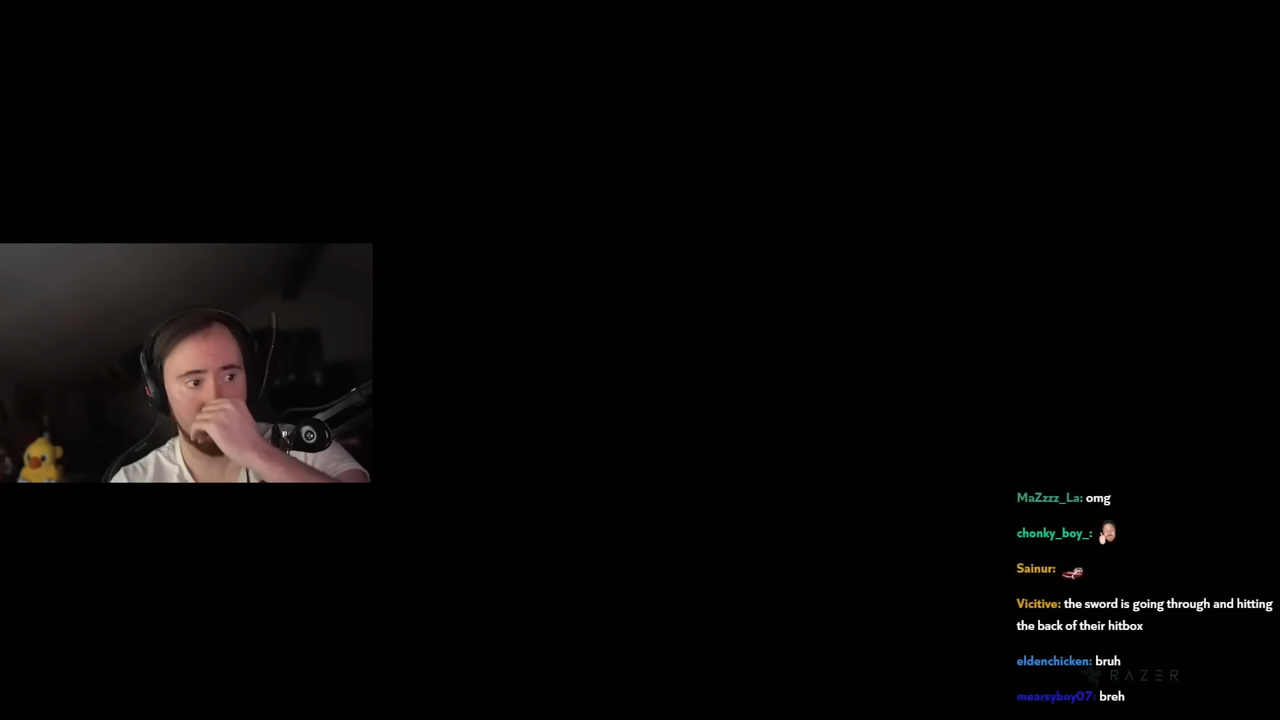 MaZzzz_La: omg
chonky_boy_:
Sainur:
Vicitive: the sword is going through and hitting
the back of their hitbox
eldenchicken: bruh
RAZER
mearsyboy07: breh